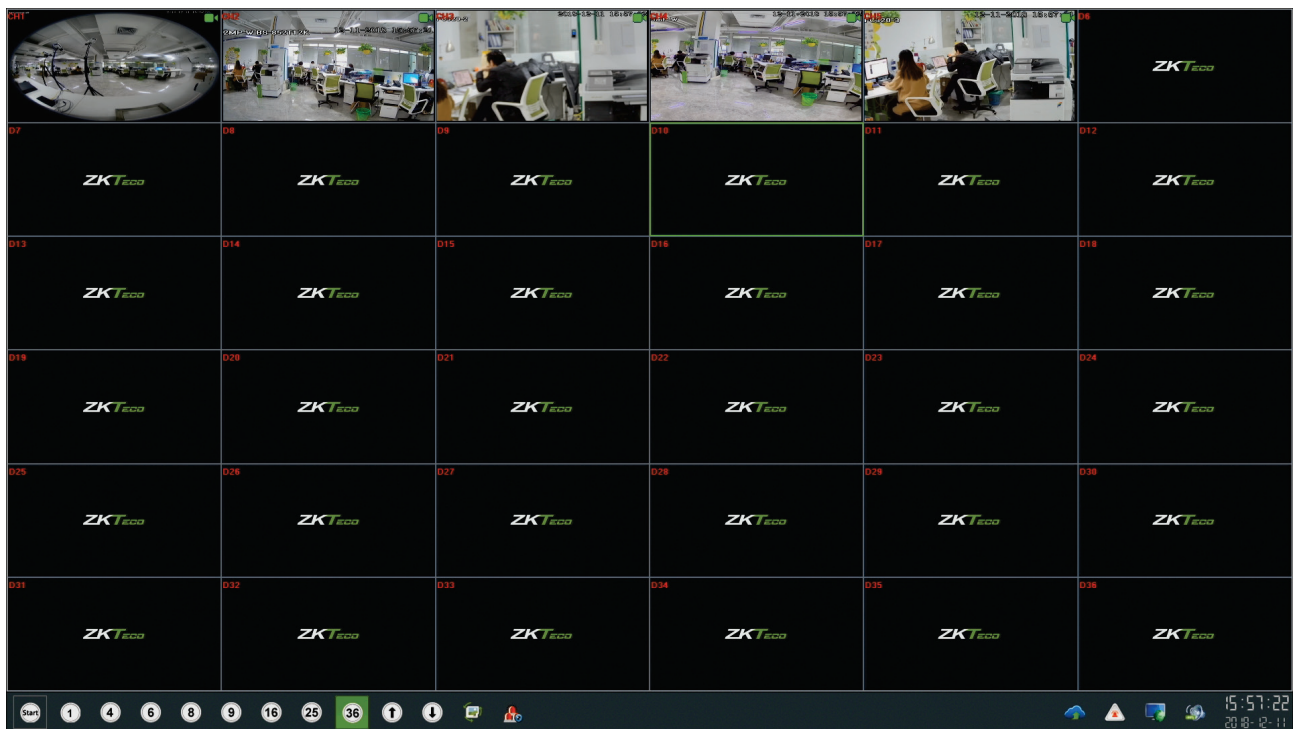 CH1
D6
ZKTeco
D7
D8
D9
D10
D11
D12
ZKTeco
ZKTeco
ZKTeco
ZKTeco
ZKTeco
ZKTeco
D13
D14
D15
D16
D17
D18
ZKTeco
ZKTeco
ZKTeco
ZKTeco
ZKTeco
ZKTeco
D19
D20
D21
D22
D23
D24
ZKTeco
ZKTeco
ZKTeco
ZKTeco
ZKTeco
ZKTeco
D25
D26
D27
D28
D29
D30
ZKTeco
ZKTeco
ZKTeco
ZKTeco
ZKTeco
ZKTeco
D31
D32
D33
D34
D35
D36
ZKTeco
ZKTeco
ZKTeco
ZKTeco
ZKTeco
ZKTeco
Start
1
4
6
8
9
16
25
36
15:57:22
2018-12-11